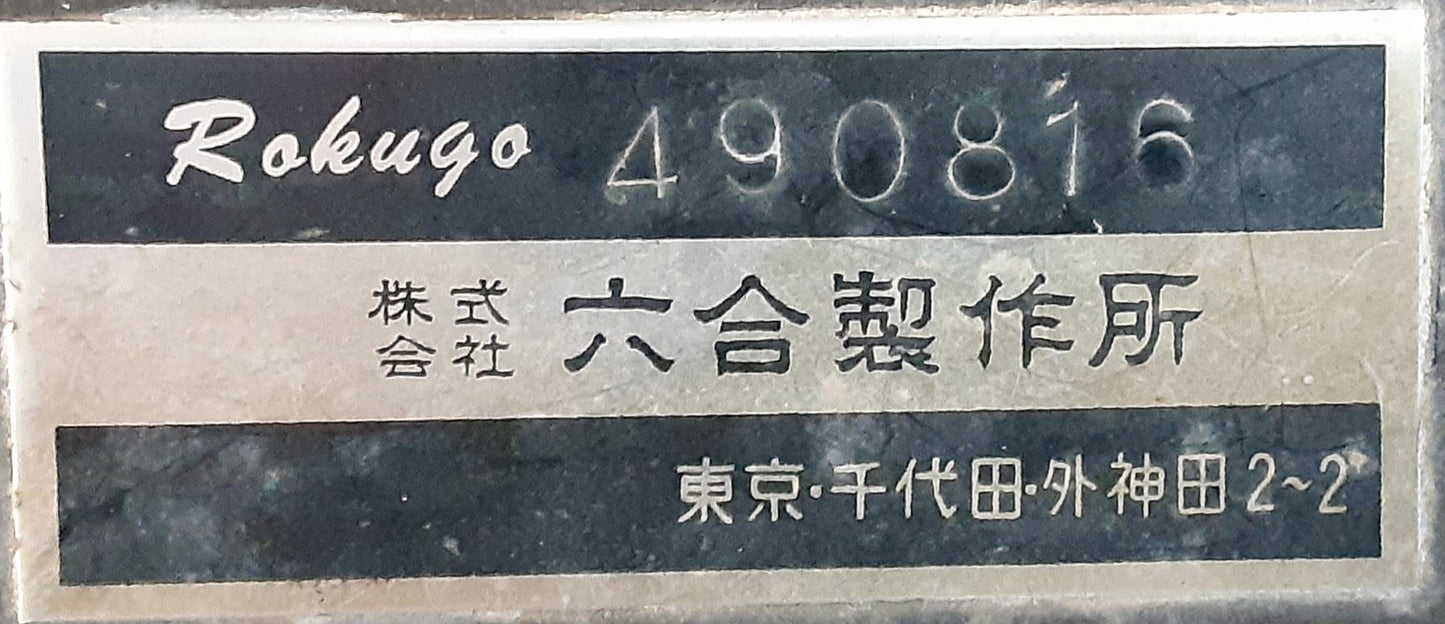 Rokugo 490816
株式会社 六合製作所
東京・千代田・外神田2~2